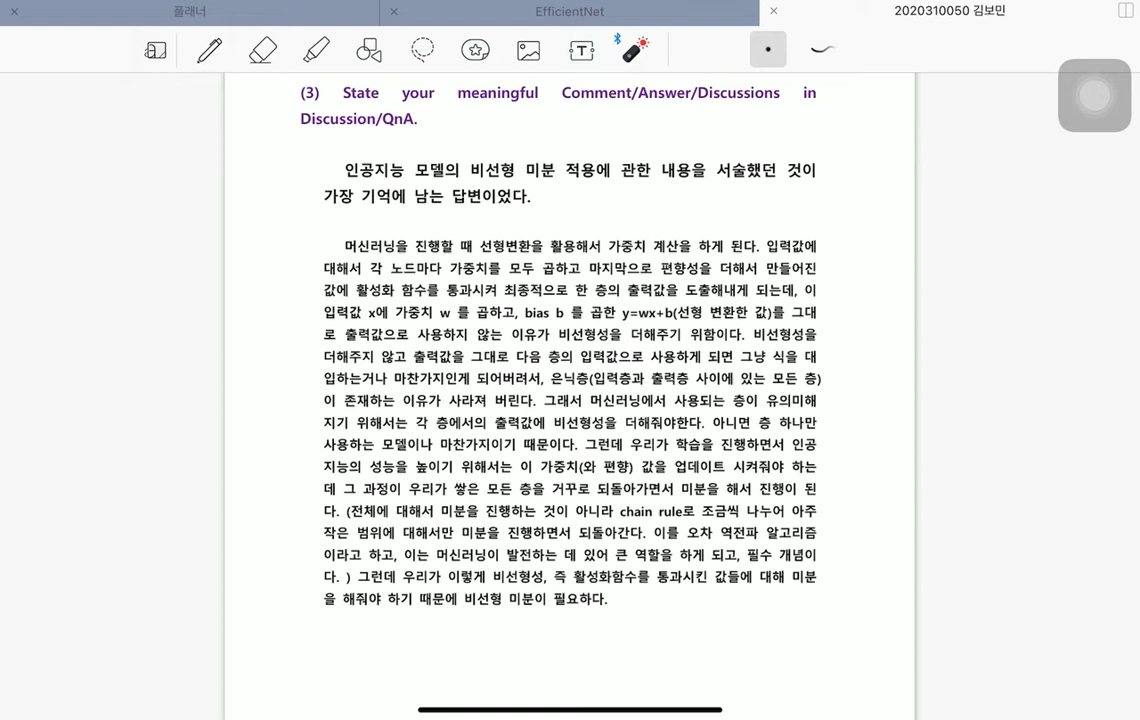 플래너
EfficientNet
2020310050 김보민
T
(3) State your meaningful Comment/Answer/Discussions in
Discussion/QnA.
인공지능 모델의 비선형 미분 적용에 관한 내용을 서술했던 것이
가장 기억에 남는 답변이었다.
머신러닝을 진행할 때 선형변환을 활용해서 가중치 계산을 하게 된다. 입력값에
대해서 각 노드마다 가중치를 모두 곱하고 마지막으로 편향성을 더해서 만들어진
값에 활성화 함수를 통과시켜 최종적으로 한 층의 출력값을 도출해내게 되는데, 이
입력값 x에 가중치 w 를 곱하고, bias b 를 곱한 y=wx+b(선형 변환한 값)를 그대
로 출력값으로 사용하지 않는 이유가 비선형성을 더해주기 위함이다. 비선형성을
더해주지 않고 출력값을 그대로 다음 층의 입력값으로 사용하게 되면 그냥 식을 대
입하는거나 마찬가지인게 되어버려서, 은닉층(입력층과 출력층 사이에 있는 모든 층)
이 존재하는 이유가 사라져 버린다. 그래서 머신러닝에서 사용되는 층이 유의미해
지기 위해서는 각 층에서의 출력값에 비선형성을 더해줘야한다. 아니면 층 하나만
사용하는 모델이나 마찬가지이기 때문이다. 그런데 우리가 학습을 진행하면서 인공
지능의 성능을 높이기 위해서는 이 가중치(와 편향) 값을 업데이트 시켜줘야 하는
데 그 과정이 우리가 쌓은 모든 층을 거꾸로 되돌아가면서 미분을 해서 진행이 된
다. (전체에 대해서 미분을 진행하는 것이 아니라 chain rule로 조금씩 나누어 아주
작은 범위에 대해서만 미분을 진행하면서 되돌아간다. 이를 오차 역전파 알고리즘
이라고 하고, 이는 머신러닝이 발전하는 데 있어 큰 역할을 하게 되고, 필수 개념이
다. ) 그런데 우리가 이렇게 비선형성, 즉 활성화함수를 통과시킨 값들에 대해 미분
을 해줘야 하기 때문에 비선형 미분이 필요하다.